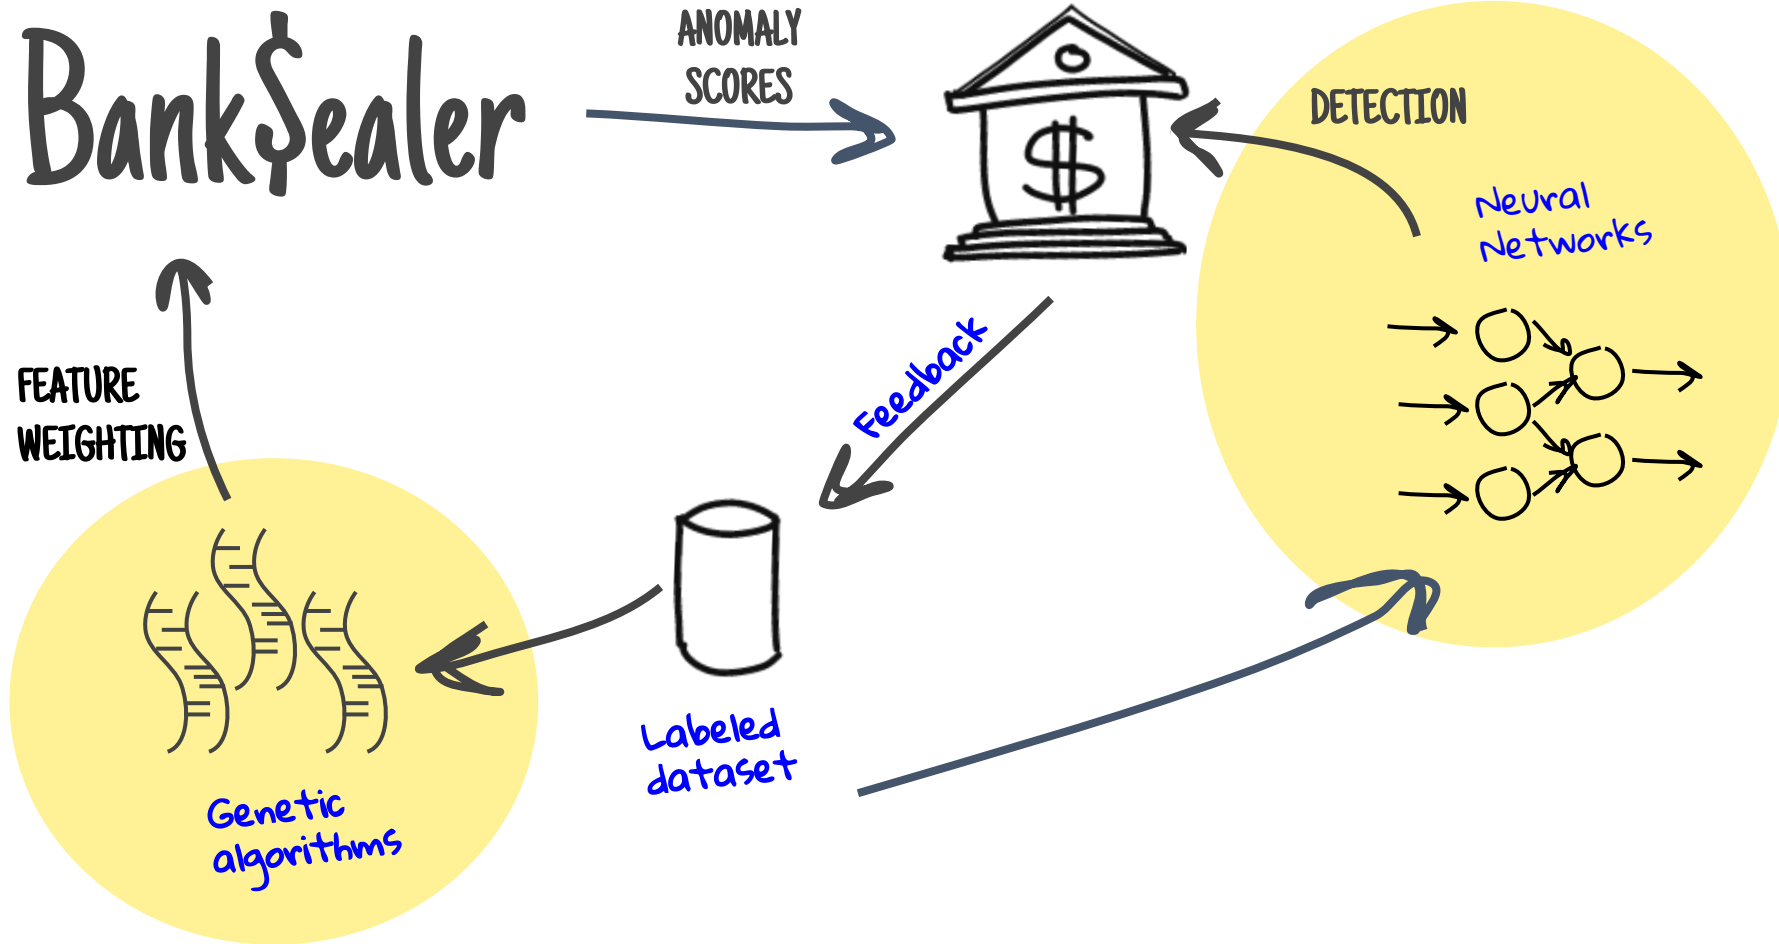 Bank$ealer
ANOMALY
SCORES
$
DETECTION
Neural
Networks
Feedback
FEATURE
WEIGHTING
Labeled
dataset
Genetic
algorithms